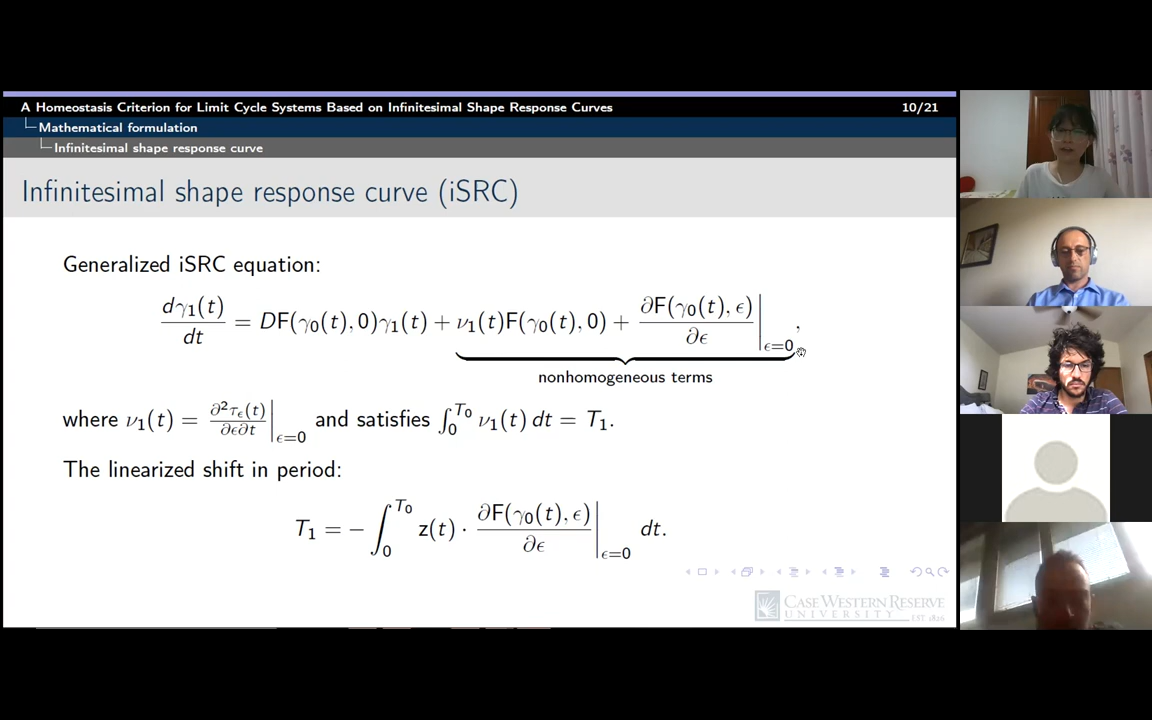 A Homeostasis Criterion for Limit Cycle Systems Based on Infinitesimal Shape Response Curves 10/21
Mathematical formulation
Infinitesimal shape response curve
Infinitesimal shape response curve (iSRC)
Generalized iSRC equation:
dγ₁(t)/dt = DF(γ₀(t), 0)γ₁(t) + ν₁(t)F(γ₀(t), 0) + ∂F(γ₀(t), ϵ)/∂ϵ |ϵ=0,
nonhomogeneous terms
where ν₁(t) = ∂²τϵ(t)/∂ϵ∂t |ϵ=0 and satisfies ∫₀^T₀ ν₁(t) dt = T₁.
The linearized shift in period:
T₁ = − ∫₀^T₀ z(t) · ∂F(γ₀(t), ϵ)/∂ϵ |ϵ=0 dt.
CASE WESTERN RESERVE
UNIVERSITY EST. 1826